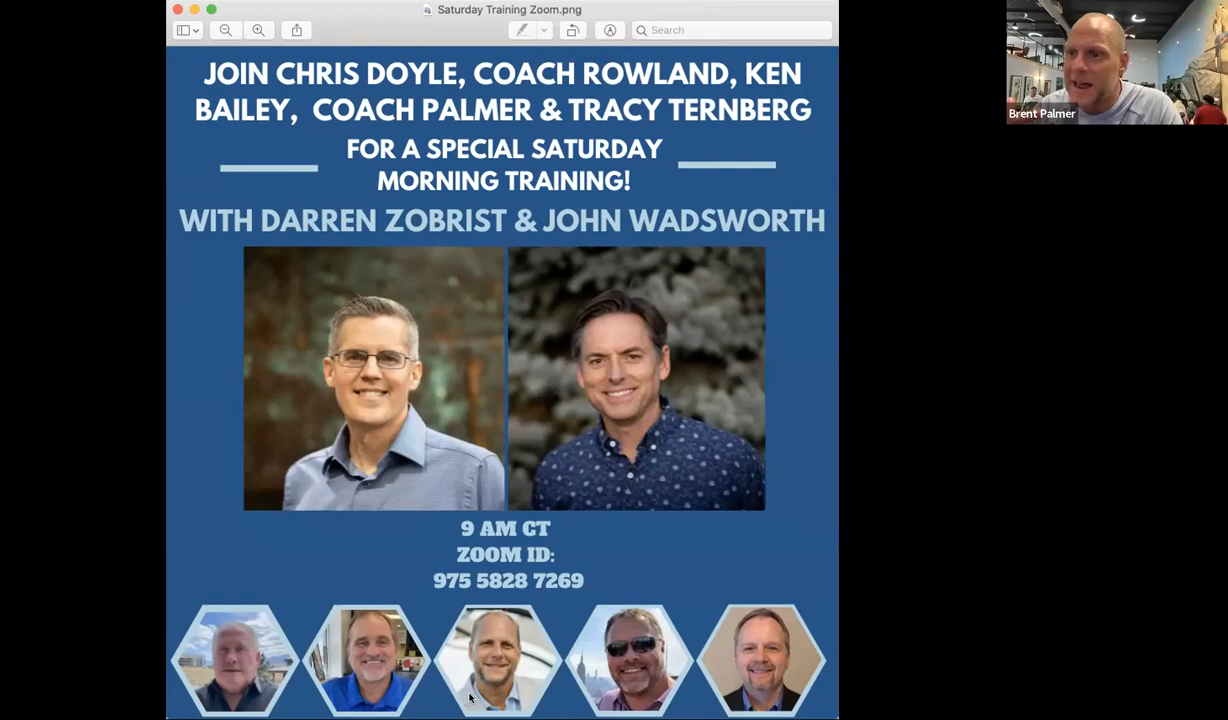 Saturday Training Zoom.png
Search
JOIN CHRIS DOYLE, COACH ROWLAND, KEN
BAILEY, COACH PALMER & TRACY TERNBERG
FOR A SPECIAL SATURDAY
MORNING TRAINING!
WITH DARREN ZOBRIST & JOHN WADSWORTH
9 AM CT
ZOOM ID:
975 5828 7269
Brent Palmer